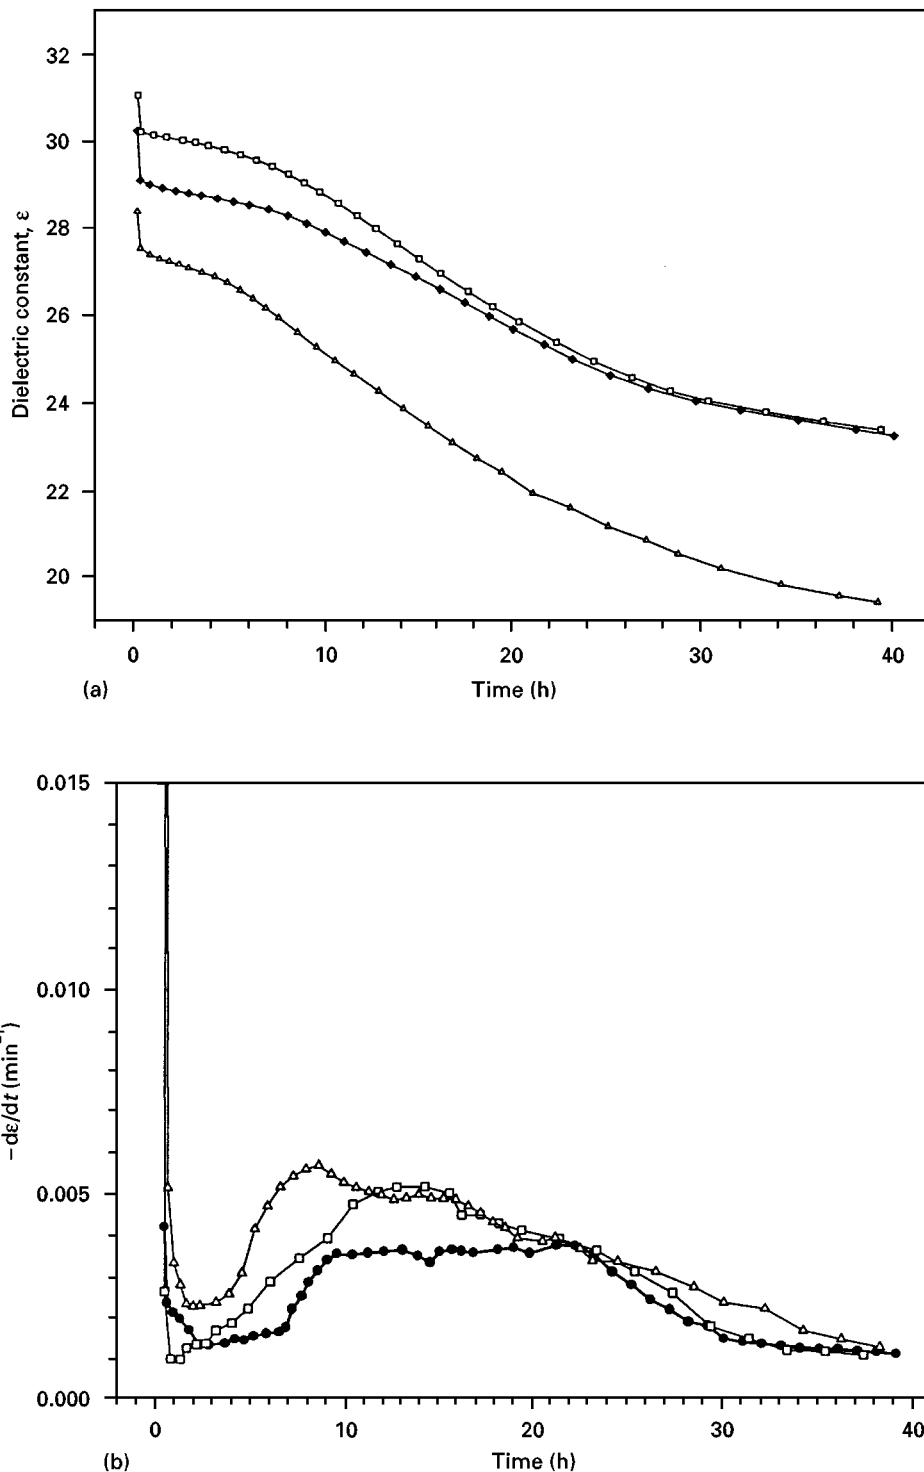 32
30
28
26
24
22
20
Dielectric constant, ε
0 10 20 30 40
(a) Time (h)
0.015
0.010
0.005
0.000
−dε/dt (min⁻¹)
0 10 20 30 40
(b) Time (h)